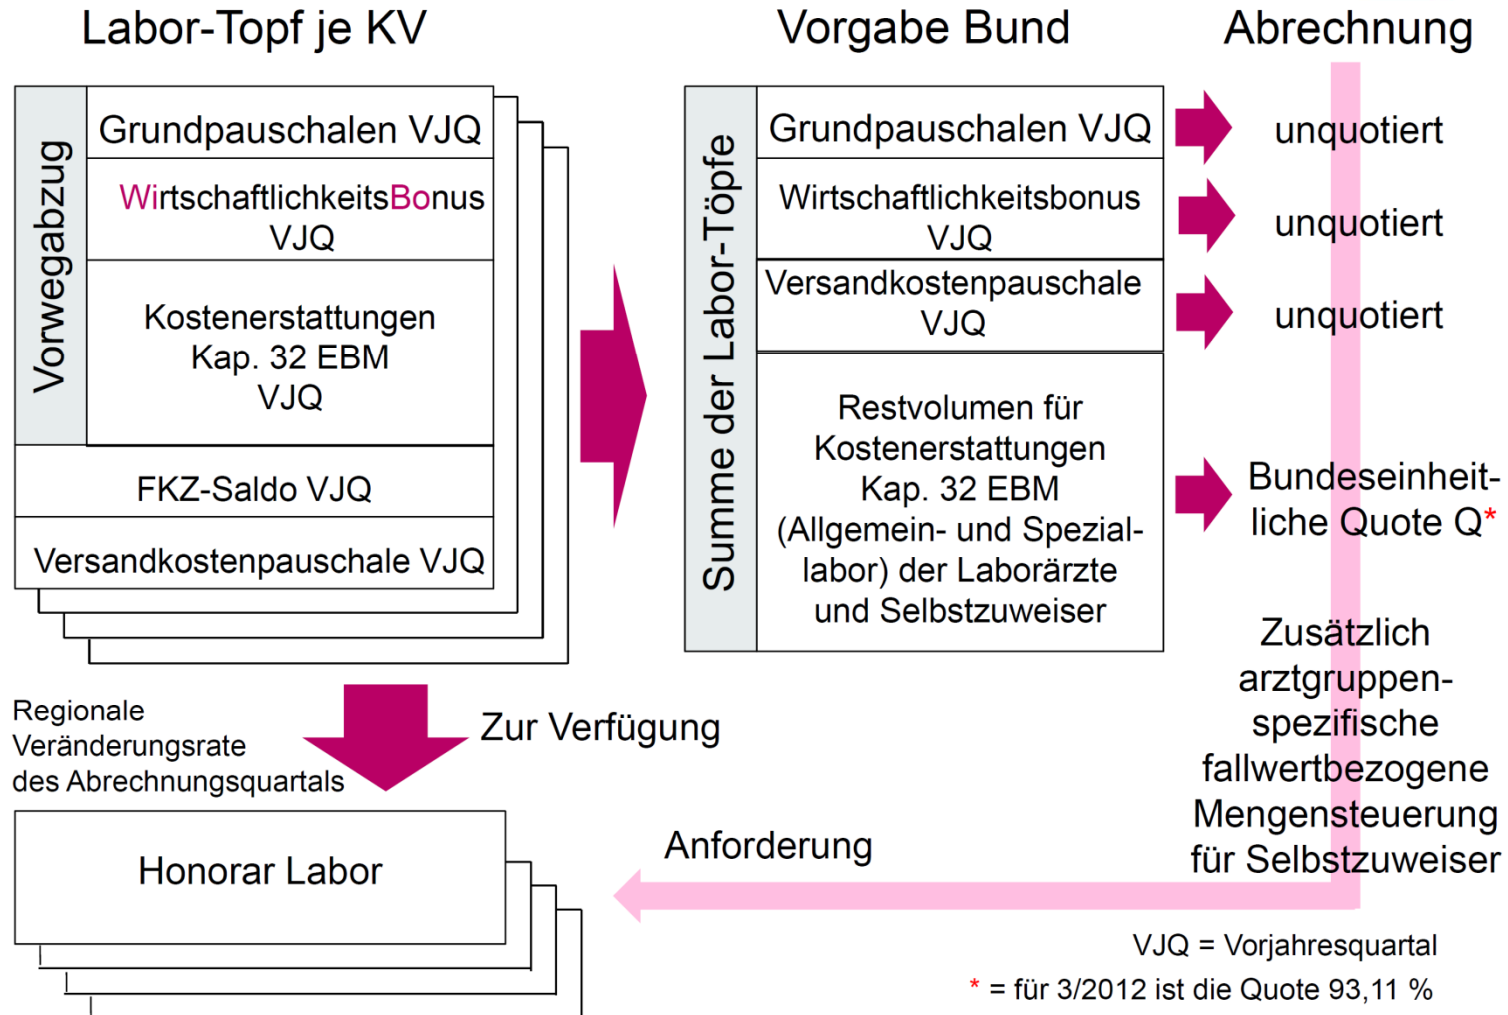 Labor-Topf je KV
Vorgabe Bund
Abrechnung
Vorwegabzug
Grundpauschalen VJQ
WirtschaftlichkeitsBonus
VJQ
Kostenerstattungen
Kap. 32 EBM
VJQ
FKZ-Saldo VJQ
Versandkostenpauschale VJQ
Summe der Labor-Töpfe
Grundpauschalen VJQ
Wirtschaftlichkeitsbonus
VJQ
Versandkostenpauschale
VJQ
Restvolumen für
Kostenerstattungen
Kap. 32 EBM
(Allgemein- und Spezial-
labor) der Laborärzte
und Selbstzuweiser
unquotiert
unquotiert
unquotiert
Bundeseinheit-
liche Quote Q*
Zusätzlich
arztgruppen-
spezifische
fallwertbezogene
Mengensteuerung
für Selbstzuweiser
Regionale
Veränderungsrate
des Abrechnungsquartals
Zur Verfügung
Honorar Labor
Anforderung
VJQ = Vorjahresquartal
* = für 3/2012 ist die Quote 93,11 %